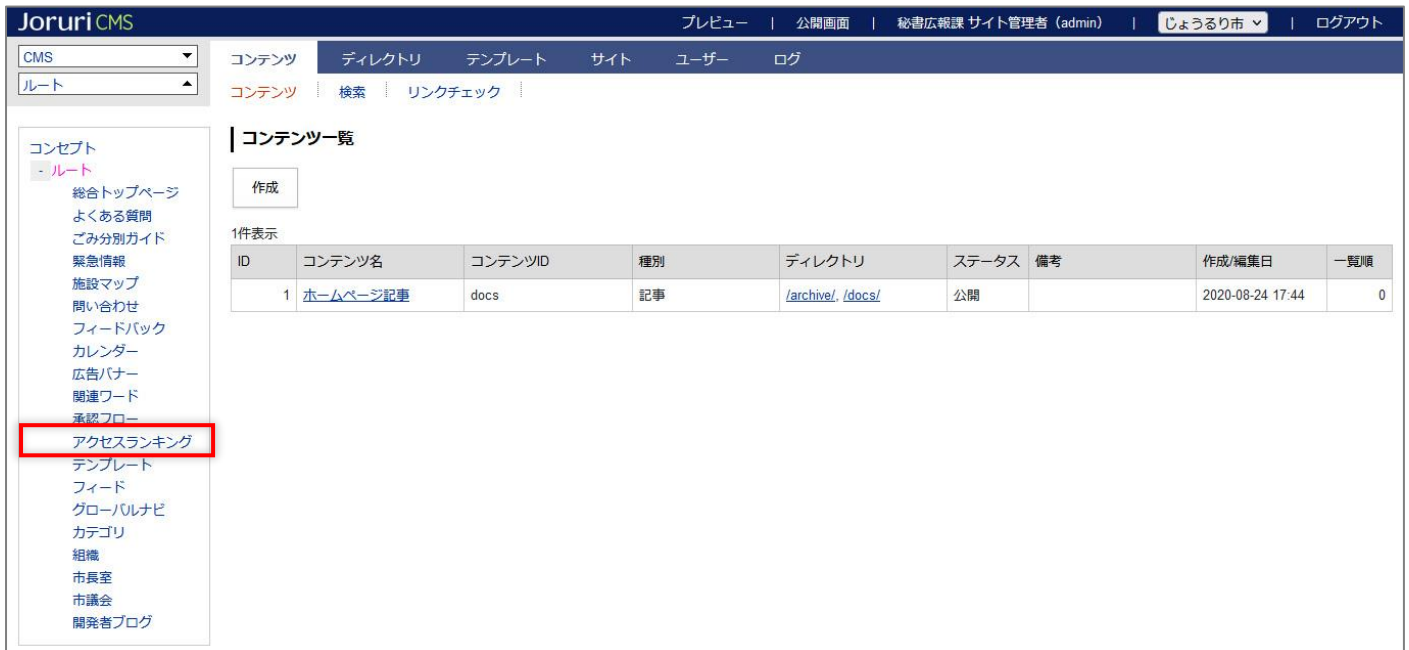 Joruri CMS プレビュー | 公開画面 | 秘書広報課 サイト管理者（admin） | じょうるり市 | ログアウト
CMS
ルート
コンテンツ ディレクトリ テンプレート サイト ユーザー ログ
コンテンツ 検索 リンクチェック
コンセプト
- ルート
総合トップページ
よくある質問
ごみ分別ガイド
緊急情報
施設マップ
問い合わせ
フィードバック
カレンダー
広告バナー
関連ワード
承認フロー
アクセスランキング
テンプレート
フィード
グローバルナビ
カテゴリ
組織
市長室
市議会
開発者ブログ
コンテンツ一覧
作成
1件表示
ID コンテンツ名 コンテンツID 種別 ディレクトリ ステータス 備考 作成/編集日 一覧順
1 ホームページ記事 docs 記事 /archive/, /docs/ 公開 2020-08-24 17:44 0